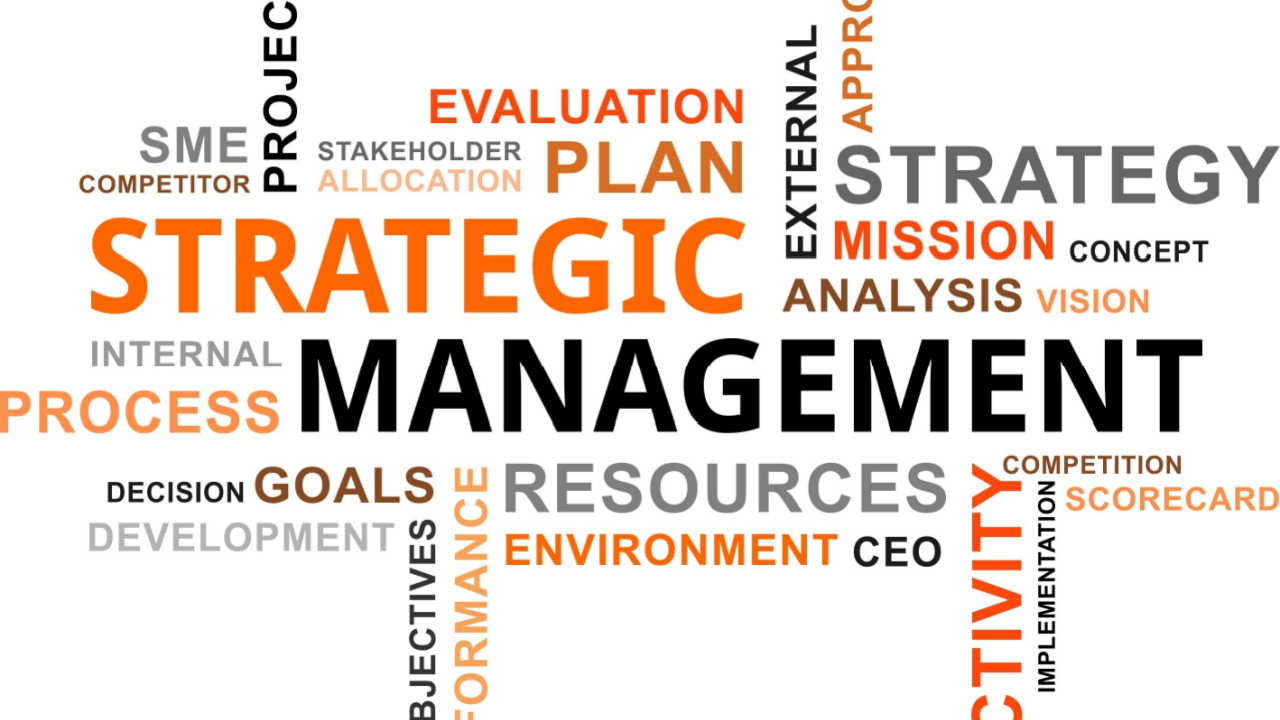 PROJEC
APPRO
EXTERNAL
EVALUATION
SME
STAKEHOLDER
PLAN
STRATEGY
COMPETITOR
ALLOCATION
STRATEGIC
MISSION
CONCEPT
ANALYSIS
VISION
INTERNAL
MANAGEMENT
PROCESS
DECISION
GOALS
RESOURCES
COMPETITION
SCORECARD
DEVELOPMENT
ENVIRONMENT
CEO
BJECTIVES
FORMANCE
CTIVITY
IMPLEMENTATION